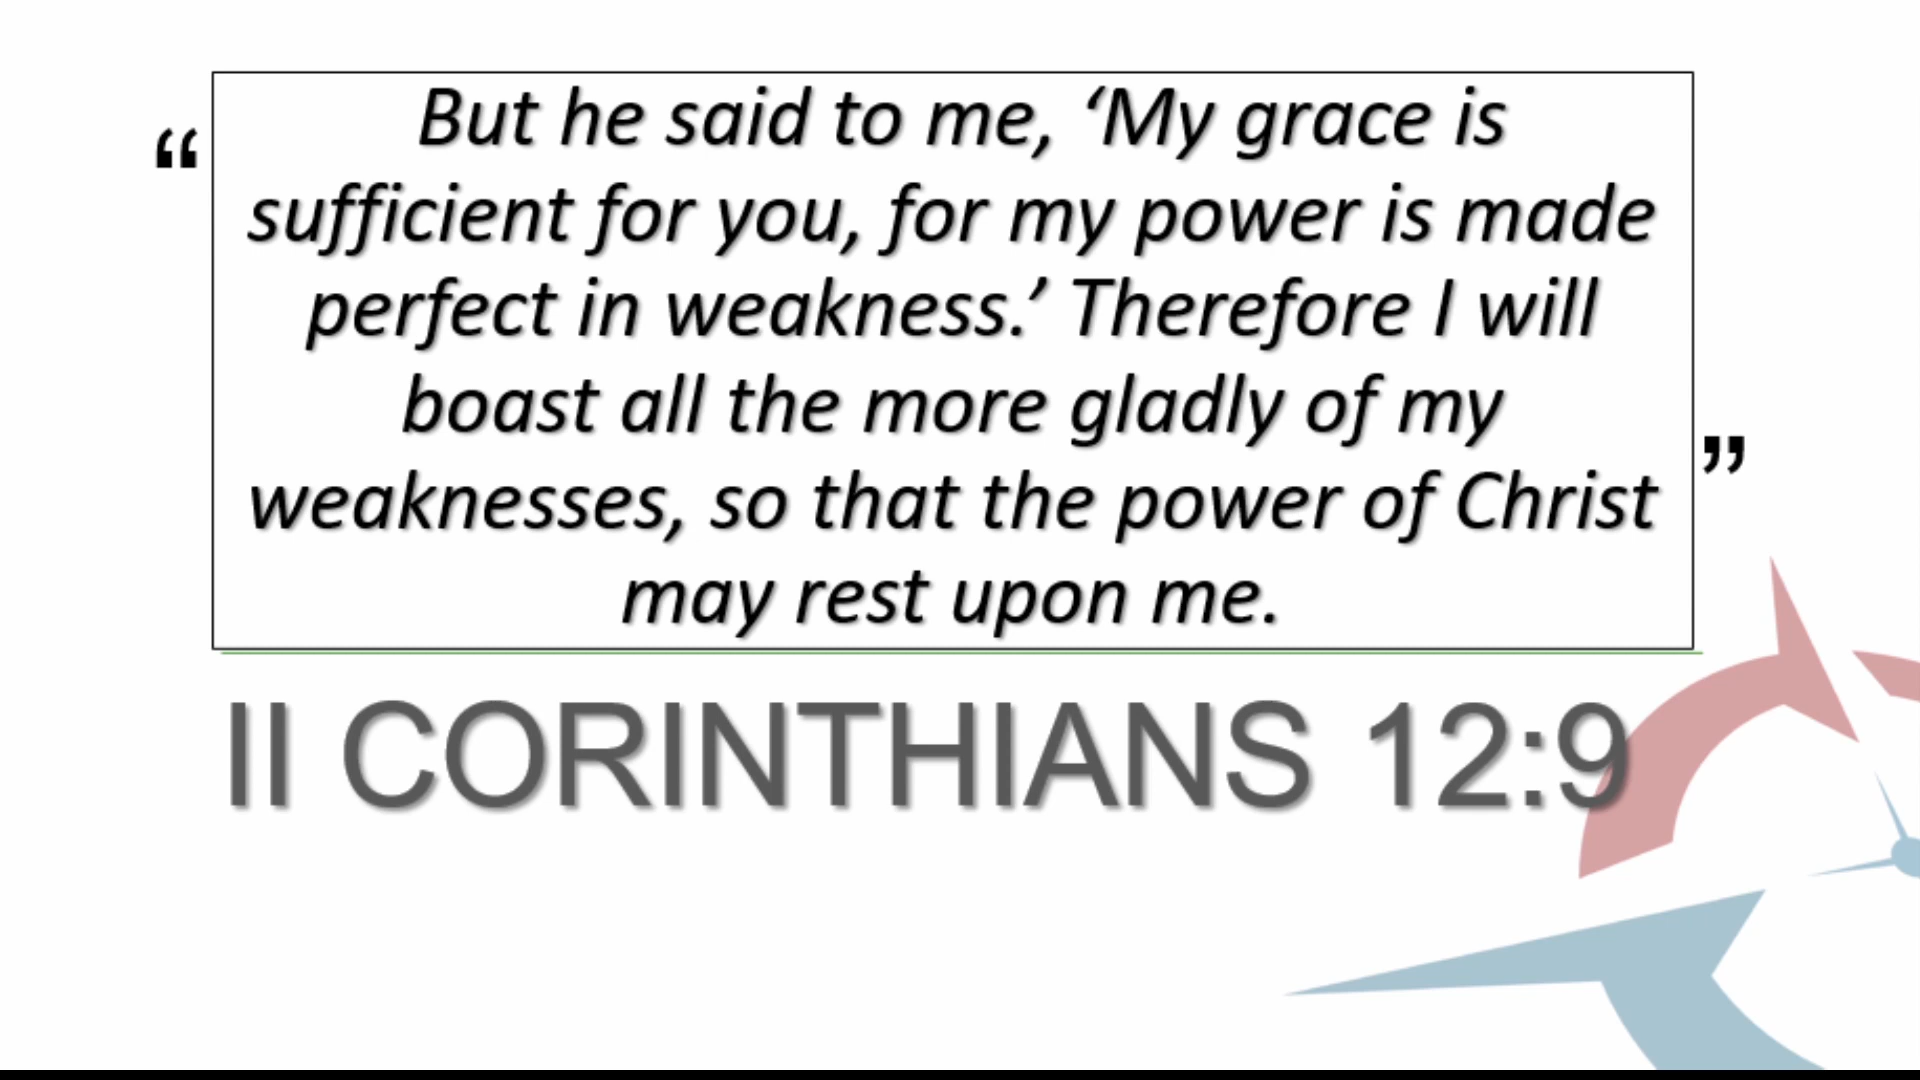 “
But he said to me, ‘My grace is
sufficient for you, for my power is made
perfect in weakness.’ Therefore I will
boast all the more gladly of my
weaknesses, so that the power of Christ
may rest upon me.
”
II CORINTHIANS 12:9